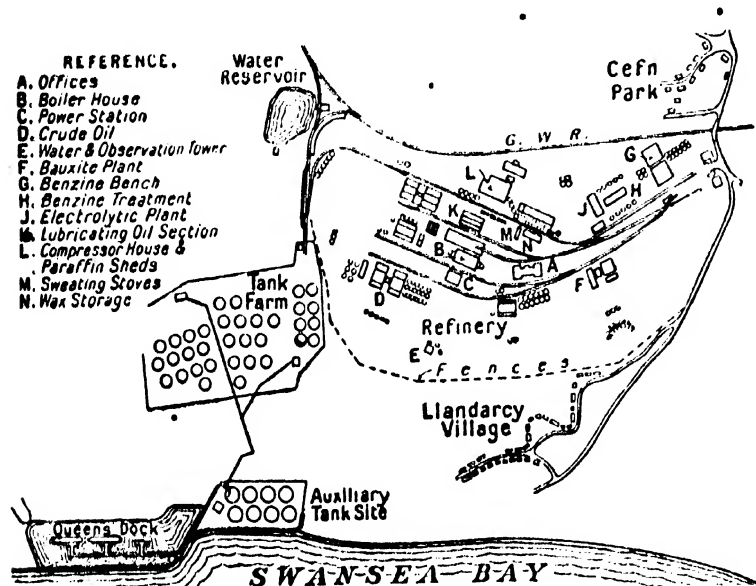 REFERENCE.
A. Offices
B. Boiler House
C. Power Station
D. Crude Oil
E. Water & Observation Tower
F. Bauxite Plant
G. Benzine Bench
H. Benzine Treatment
J. Electrolytic Plant
K. Lubricating Oil Section
L. Compressor House &
Paraffin Sheds
M. Sweating Stoves
N. Wax Storage
Water
Reservoir
Cefn
Park
G. W. R.
G
L
H
J
K
M
N
B
A
C
F
D
Tank
Farm
Refinery
E
Fences
Llandarcy
Village
Auxiliary
Tank Site
Queens Dock
SWANSEA BAY